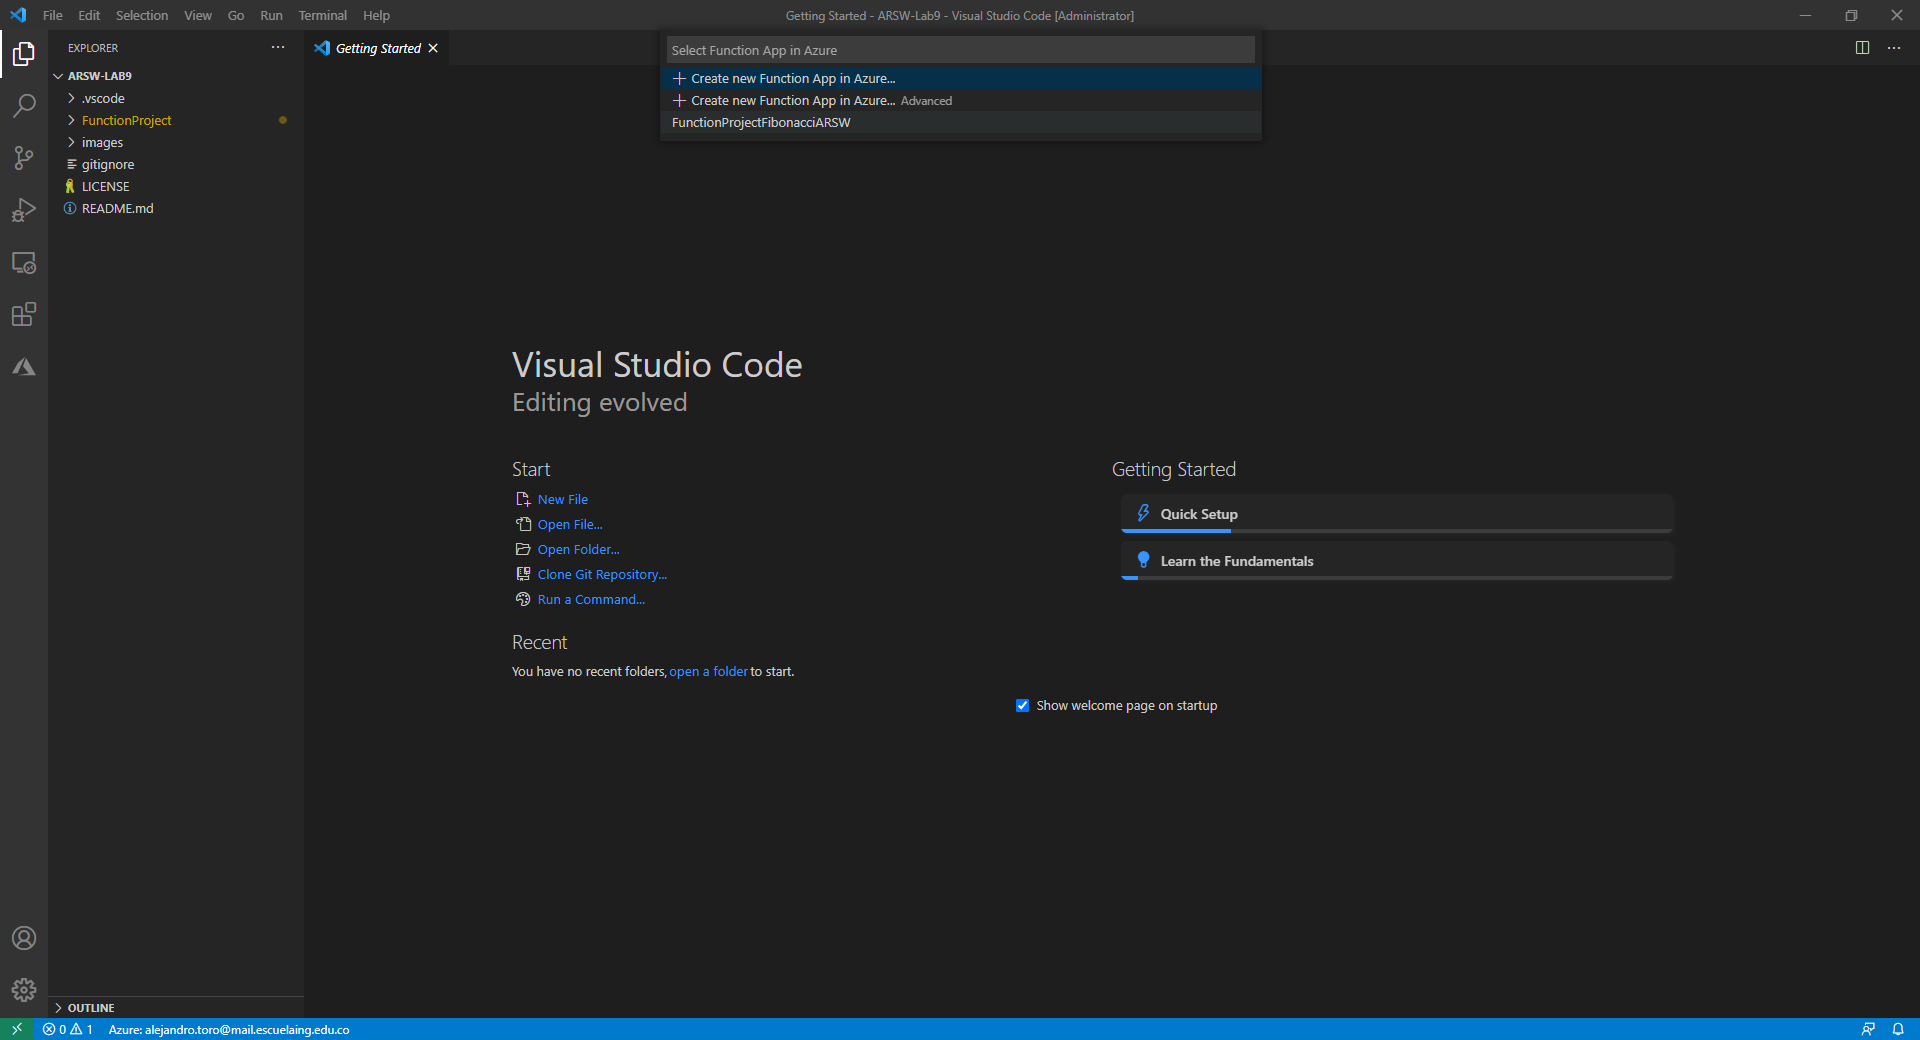 File Edit Selection View Go Run Terminal Help
Getting Started - ARSW-Lab9 - Visual Studio Code [Administrator]
EXPLORER
Getting Started
Select Function App in Azure
Create new Function App in Azure...
Create new Function App in Azure... Advanced
FunctionProjectFibonacciARSW
ARSW-LAB9
.vscode
FunctionProject
images
gitignore
LICENSE
README.md
Visual Studio Code
Editing evolved
Start
New File
Open File...
Open Folder...
Clone Git Repository...
Run a Command...
Recent
You have no recent folders, open a folder to start.
Getting Started
Quick Setup
Learn the Fundamentals
Show welcome page on startup
OUTLINE
0 1 Azure: alejandro.toro@mail.escuelaing.edu.co